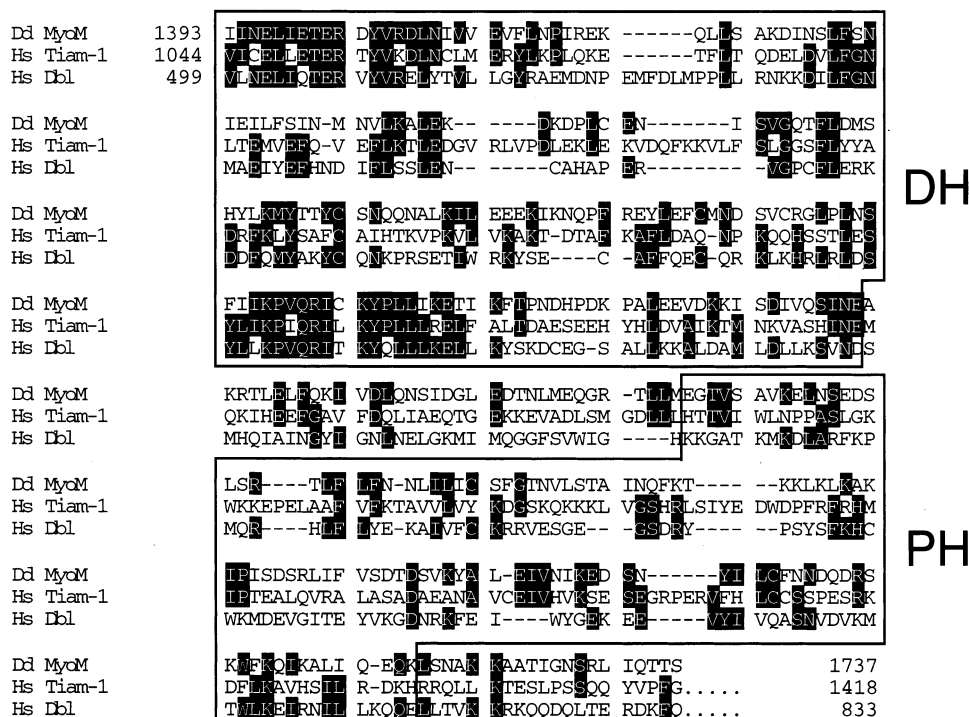 Dd MyoM 1393 IINELIETER DYVRDLNIVV EVFLNPIREK ------QLLS AKDINSLFSN
Hs Tiam-1 1044 VICELLETER TYVKDLNCLM ERYLKPLQKE ------TFLT QDELDVLFGN
Hs Dbl 499 VLNELIQTER VYVRELYTVL LGYRAEMDNP EMFDLMPPLL RNKKDILFGN
Dd MyoM IEILFSIN-M NVLKALEK-- ----DKDPLC EN-------I SVGQTFLDMS
Hs Tiam-1 LTEMVEFQ-V EFLKTLEDGV RLVPDLEKLE KVDQFKKVLF SLGGSFLYYA
Hs Dbl MAEIYEFHND IFLSSLEN-- ----CAHAPE ER-------- -VGPCFLERK
DH
Dd MyoM HYLKMYTTYC SNQQNALKIL EEEKIKNQPF REYLEFCMND SVCRGLPLNS
Hs Tiam-1 DRFKLYSAFC AIHTKVPKVL VKAKT-DTAF KAFLDAQ-NP KQQHSSTLES
Hs Dbl DDFQMYAKYC QNKPRSETIW RKYSE----C -AFFQEC-QR KLKHRLRLDS
Dd MyoM FIIKPVQRIC KYPLLIKETI KFTPNDHPDK PALEEVDKKI SDIVQSINEA
Hs Tiam-1 YLIKPIQRIL KYPLLLRELF ALTDAESEEH YHLDVAIKTM NKVASHINEM
Hs Dbl YLLKPVQRIT KYQLLLKELL KYSKDCEG-S ALLKKALDAM LDLLKSVNDS
Dd MyoM KRTLELFQKI VDLQNSIDGL EDTNLMEQGR -TLLMEGTVS AVKELNSEDS
Hs Tiam-1 QKIHEEFGAV FDQLIAEQTG EKKEVADLSM GDLLLHTTVI WLNPPASLGK
Hs Dbl MHQIAINGYI GNLNELGKMI MQGGFSVWIG ----HKKGAT KMKDLARFKP
Dd MyoM LSR----TLF LFN-NLILIC SFGTNVLSTA INQFKT---- --KKLKLKAK
Hs Tiam-1 WKKEPELAAF VFKTAVVLVY KDGSKQKKKL VGSHRLSIYE DWDPFRFRHM
Hs Dbl MQR----HLF LYE-KAIVFC KRRVESGE-- -GSDRY---- -PSYSFKHC
PH
Dd MyoM IPISDSRLIF VSDTDSVKYA L-EIVNIKED SN------YI LCFNNDQDRS
Hs Tiam-1 IPTEALQVRA LASADAEANA VCEIVHVKSE SEGRPERVFH LCCSSPESRK
Hs Dbl WKMDEVGITE YVKGDNRKFE I---WYGEKE EE-----VYI VQASNVDVKM
Dd MyoM KWFKQIKALI Q-EQKLSNAK KAATIGNSRL IQTTS 1737
Hs Tiam-1 DFLKAVHSIL R-DKHRRQLL KTESLPSSQQ YVPFG..... 1418
Hs Dbl TWLKEIRNIL LKQQELLTVK KRKQQDQLTE RDKFQ..... 833